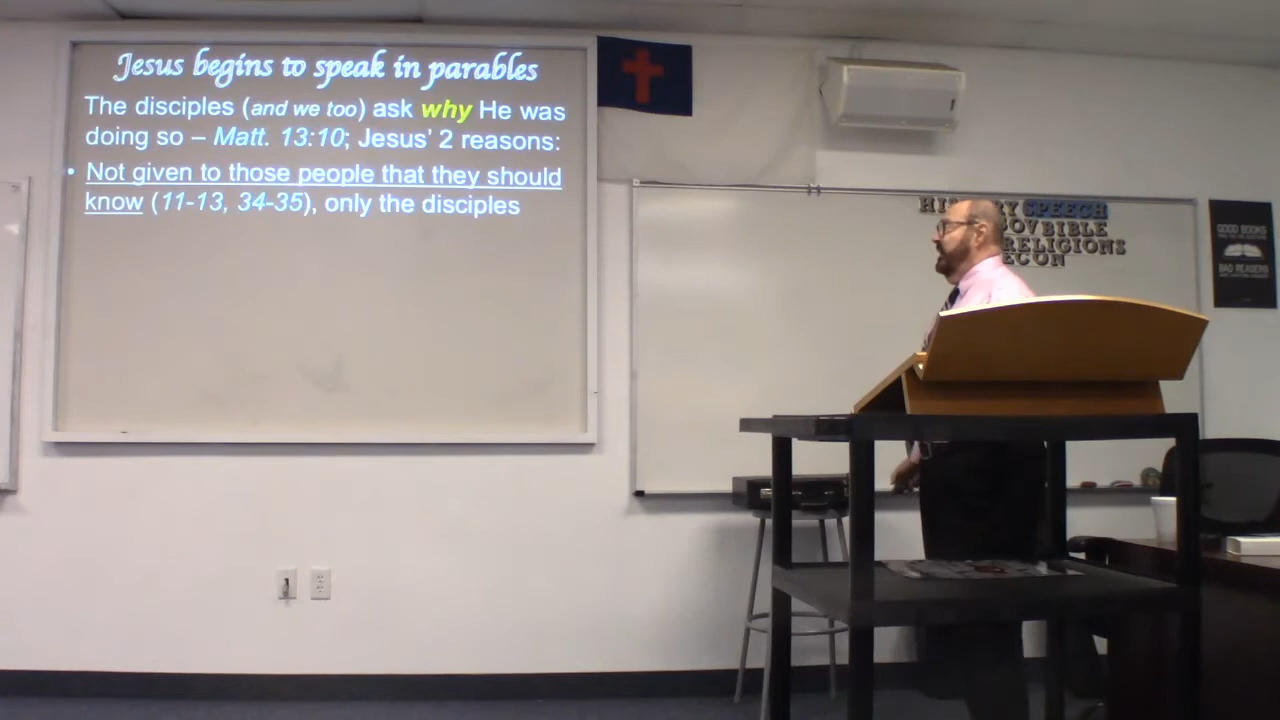 Jesus begins to speak in parables
The disciples (and we too) ask why He was
doing so – Matt. 13:10; Jesus' 2 reasons:
• Not given to those people that they should
know (11-13, 34-35), only the disciples
SPEECH
GOV BIBLE
RELIGIONS
ECON
GOOD BOOKS
BAD READERS